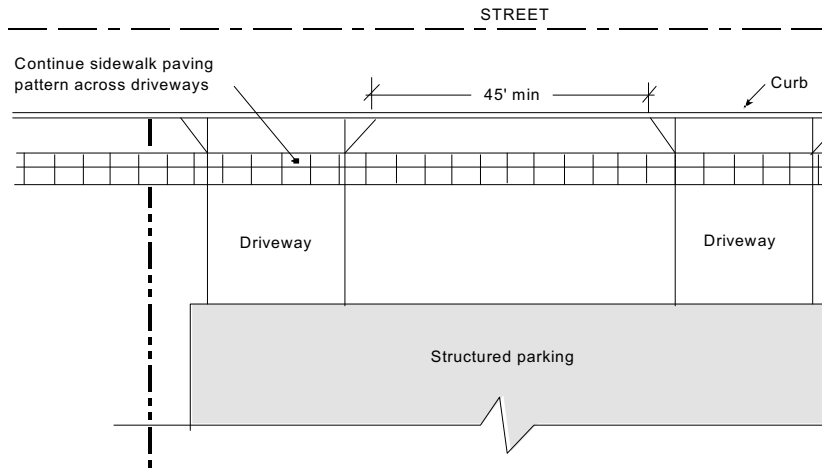 STREET
Continue sidewalk paving
pattern across driveways
45' min
Curb
Driveway
Driveway
Structured parking